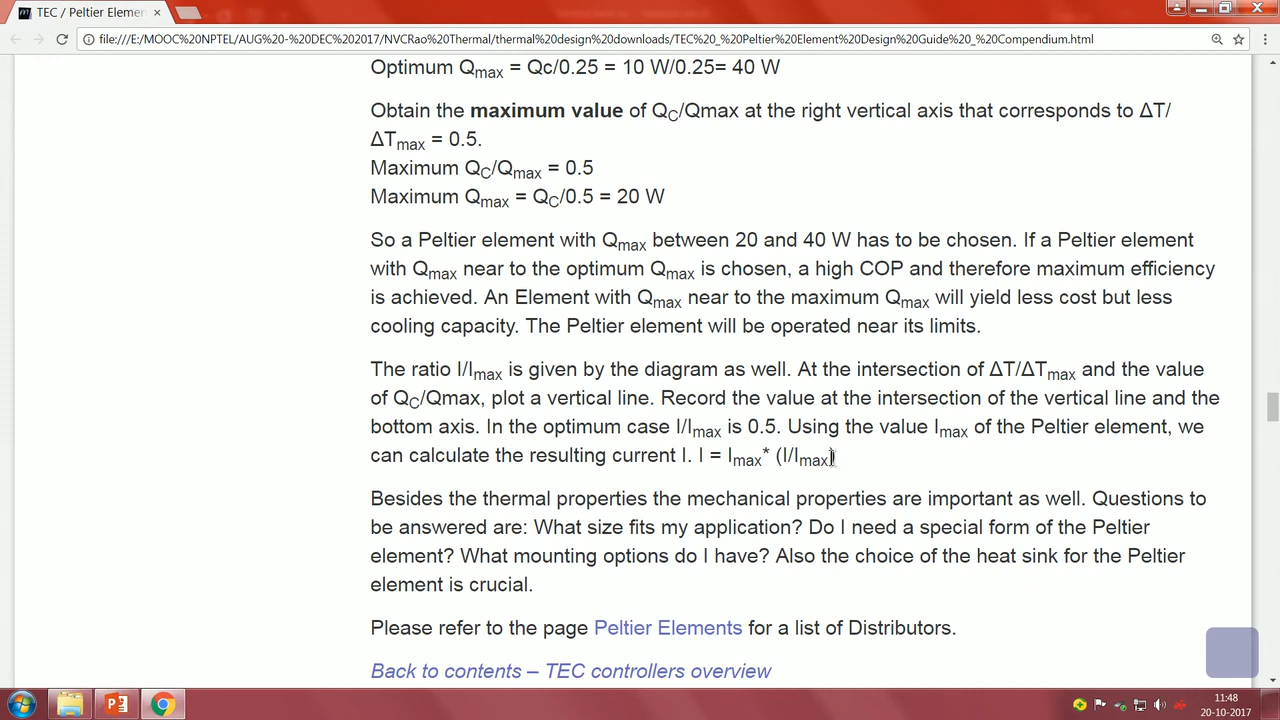 TEC / Peltier Elemen
file:///E:/MOOC%20NPTEL/AUG%20-%20DEC%202017/NVCRao%20Thermal/thermal%20design%20downloads/TEC%20_%20Peltier%20Element%20Design%20Guide%20_%20Compendium.html
Optimum Qmax = Qc/0.25 = 10 W/0.25= 40 W
Obtain the maximum value of QC/Qmax at the right vertical axis that corresponds to ΔT/
ΔTmax = 0.5.
Maximum QC/Qmax = 0.5
Maximum Qmax = QC/0.5 = 20 W
So a Peltier element with Qmax between 20 and 40 W has to be chosen. If a Peltier element
with Qmax near to the optimum Qmax is chosen, a high COP and therefore maximum efficiency
is achieved. An Element with Qmax near to the maximum Qmax will yield less cost but less
cooling capacity. The Peltier element will be operated near its limits.
The ratio I/Imax is given by the diagram as well. At the intersection of ΔT/ΔTmax and the value
of QC/Qmax, plot a vertical line. Record the value at the intersection of the vertical line and the
bottom axis. In the optimum case I/Imax is 0.5. Using the value Imax of the Peltier element, we
can calculate the resulting current I. I = Imax* (I/Imax)
Besides the thermal properties the mechanical properties are important as well. Questions to
be answered are: What size fits my application? Do I need a special form of the Peltier
element? What mounting options do I have? Also the choice of the heat sink for the Peltier
element is crucial.
Please refer to the page Peltier Elements for a list of Distributors.
Back to contents – TEC controllers overview
11:48
20-10-2017